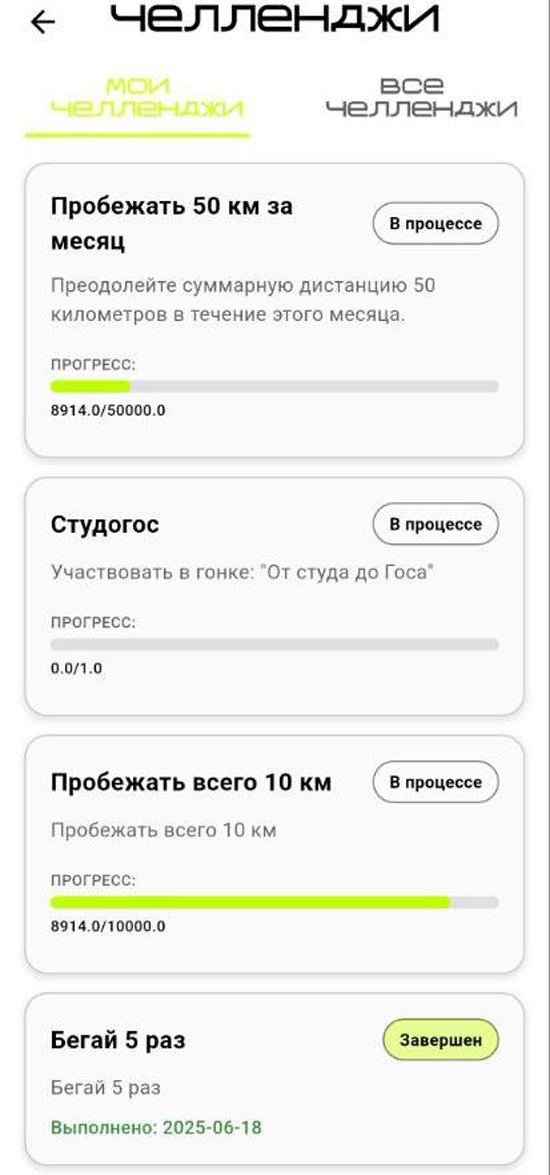 челленджи
мои
челленджи
все
челленджи
Пробежать 50 км за
месяц
В процессе
Преодолейте суммарную дистанцию 50
километров в течение этого месяца.
ПРОГРЕСС:
8914.0/50000.0
Студогос
В процессе
Участвовать в гонке: "От студа до Госа"
ПРОГРЕСС:
0.0/1.0
Пробежать всего 10 км
В процессе
Пробежать всего 10 км
ПРОГРЕСС:
8914.0/10000.0
Бегай 5 раз
Завершен
Бегай 5 раз
Выполнено: 2025-06-18